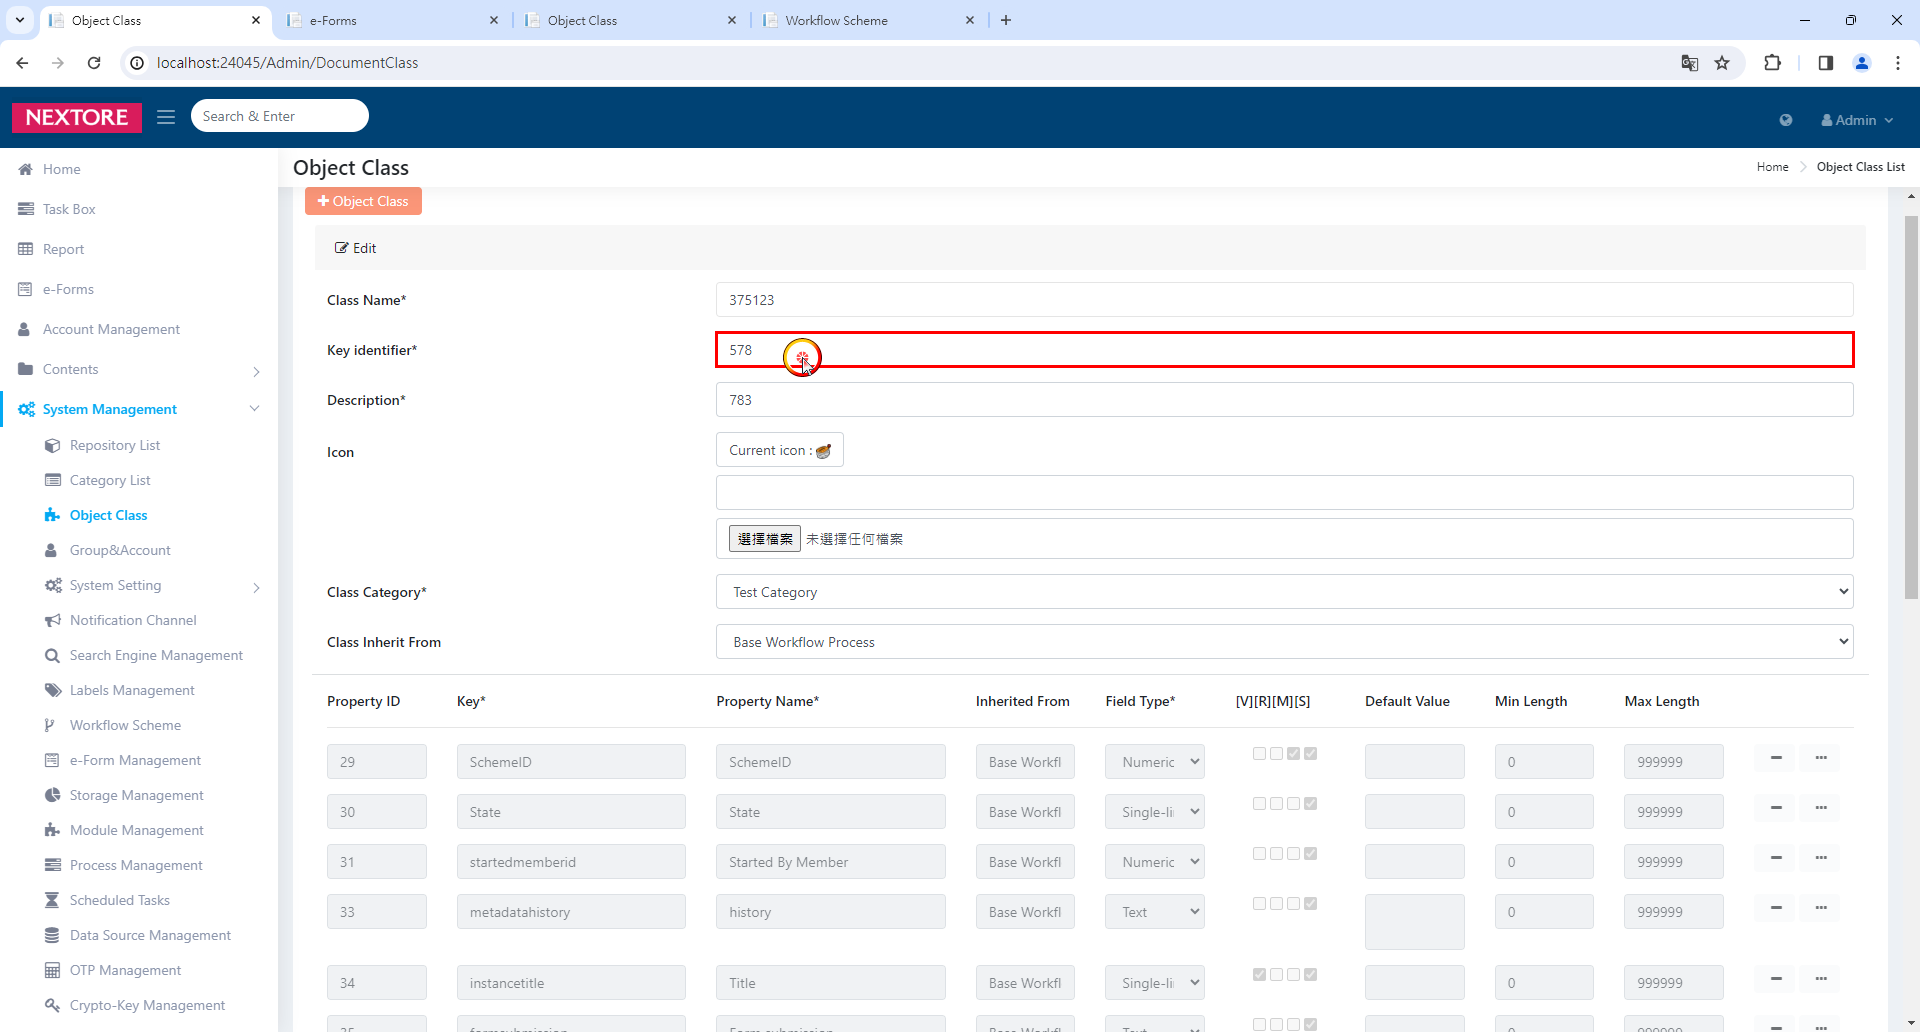 Object Class
e-Forms
Object Class
Workflow Scheme
localhost:24045/Admin/DocumentClass
NEXTORE
Search & Enter
Admin
Home
Task Box
Report
e-Forms
Account Management
Contents
System Management
Repository List
Category List
Object Class
Group&Account
System Setting
Notification Channel
Search Engine Management
Labels Management
Workflow Scheme
e-Form Management
Storage Management
Module Management
Process Management
Scheduled Tasks
Data Source Management
OTP Management
Crypto-Key Management
Object Class
Home Object Class List
Object Class
Edit
Class Name* 375123
Key identifier* 578
Description* 783
Icon Current icon :
選擇檔案 未選擇任何檔案
Class Category* Test Category
Class Inherit From Base Workflow Process
Property ID Key* Property Name* Inherited From Field Type* [V][R][M][S] Default Value Min Length Max Length
29 SchemeID SchemeID Base Workfl Numeric 0 999999
30 State State Base Workfl Single-li 0 999999
31 startedmemberid Started By Member Base Workfl Numeric 0 999999
33 metadatahistory history Base Workfl Text 0 999999
34 instancetitle Title Base Workfl Single-li 0 999999